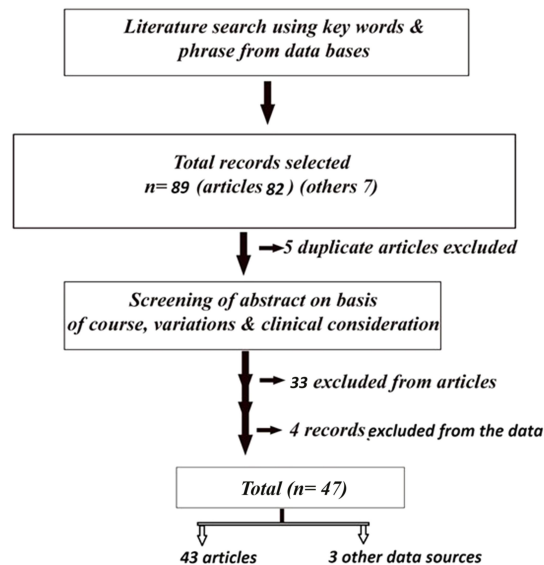 Literature search using key words &
phrase from data bases
Total records selected
n= 89 (articles 82) (others 7)
5 duplicate articles excluded
Screening of abstract on basis
of course, variations & clinical consideration
33 excluded from articles
4 records excluded from the data
Total (n= 47)
43 articles
3 other data sources